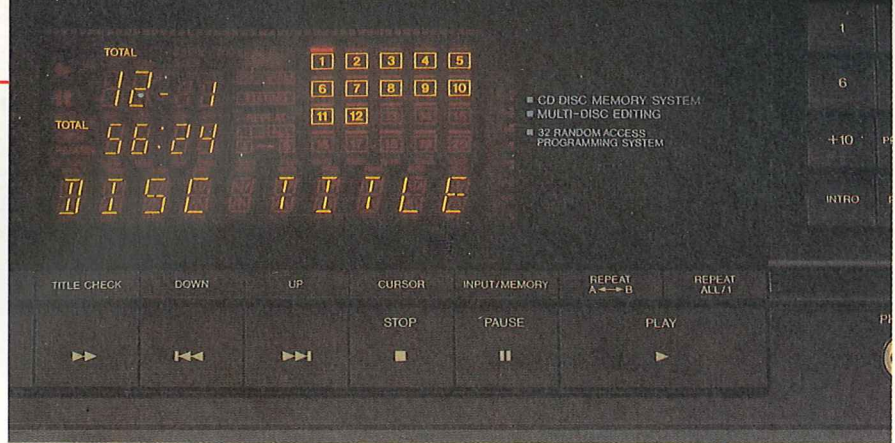 TOTAL
12- 1
TOTAL
56:24
DISC TITLE
1 2 3 4 5
6 7 8 9 10
11 12
CD DISC MEMORY SYSTEM
MULTI-DISC EDITING
32 RANDOM ACCESS
PROGRAMMING SYSTEM
1
6
+10
INTRO
TITLE CHECK DOWN UP CURSOR INPUT/MEMORY REPEAT A↔B REPEAT ALL/1
STOP PAUSE PLAY